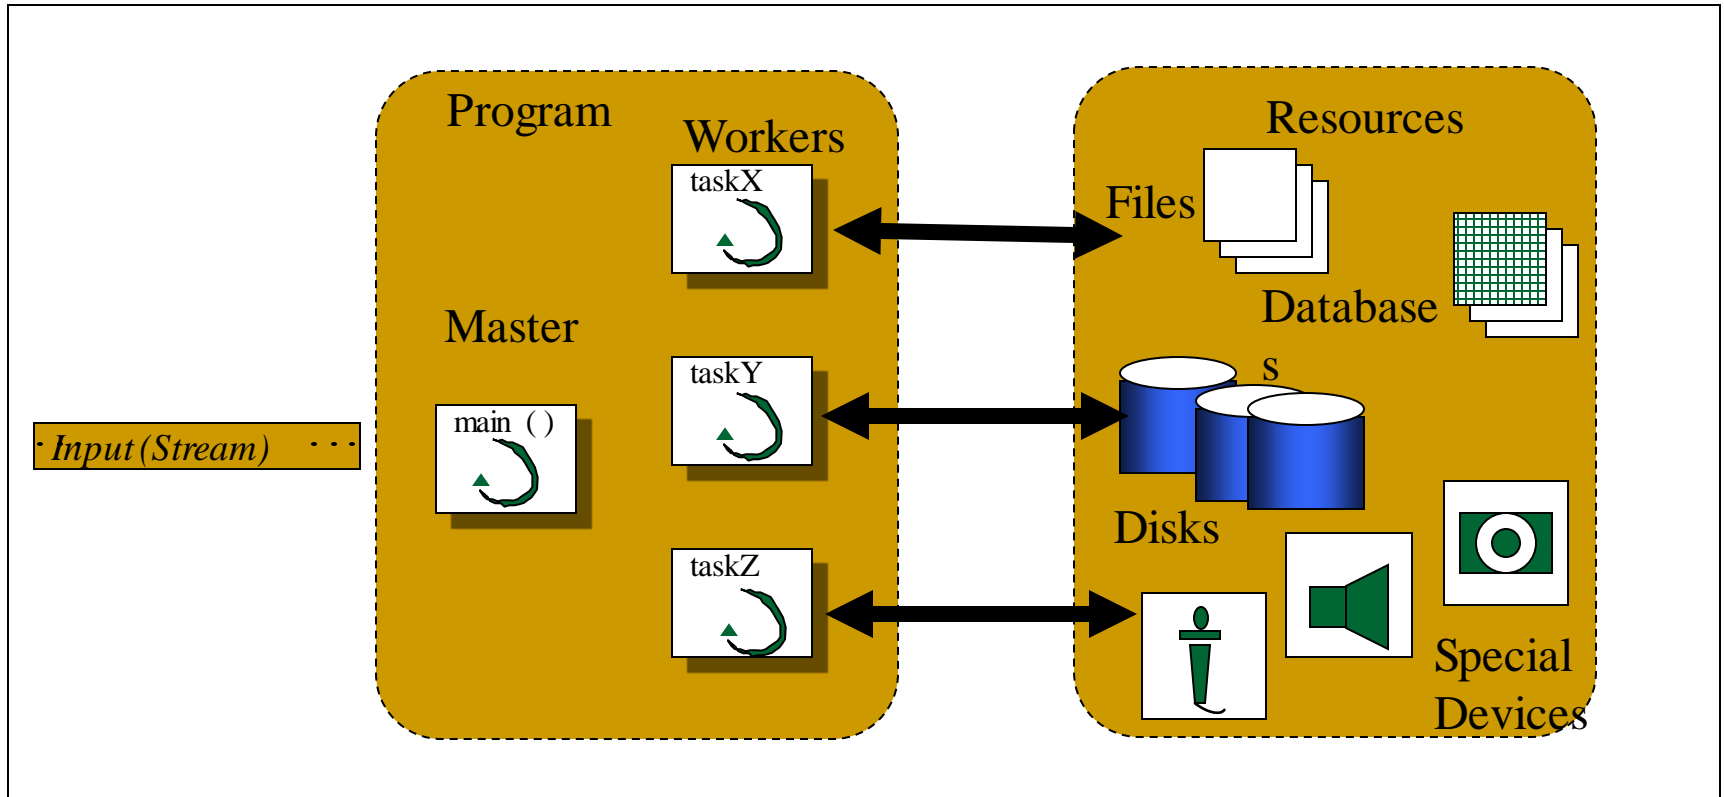 Program
Workers
taskX
Master
taskY
main ( )
Input (Stream) . . .
taskZ
Resources
Files
Database
s
Disks
Special
Devices